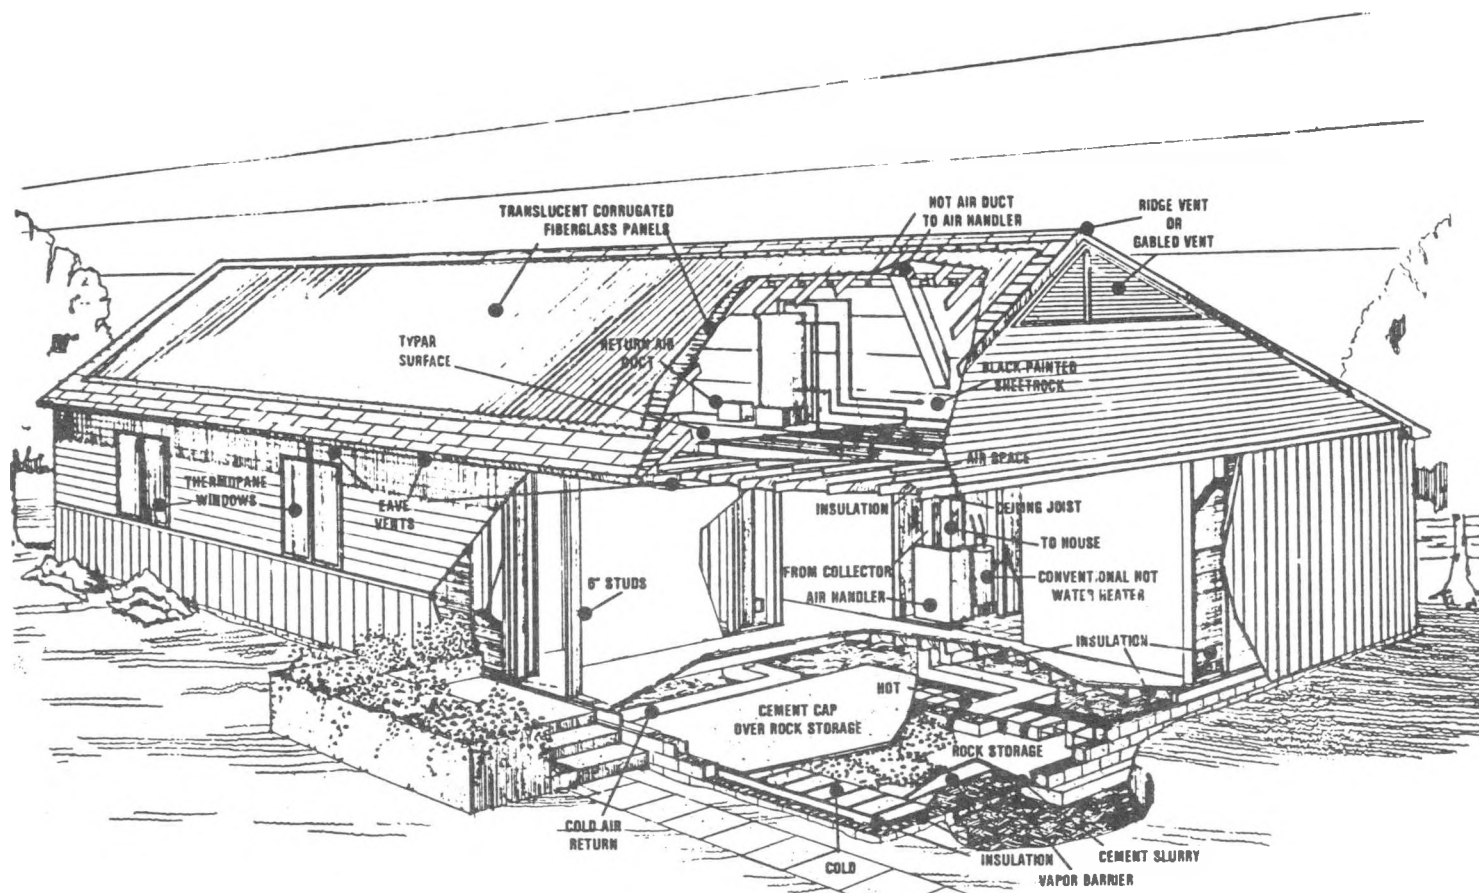 TRANSLUCENT CORRUGATED
FIBERGLASS PANELS
HOT AIR DUCT
TO AIR HANDLER
RIDGE VENT
OR
GABLED VENT
TYPAR
SURFACE
RETURN AIR
DUCT
BLACK PAINTED
SHEETROCK
AIR SPACE
THERMOPANE
WINDOWS
EAVE
VENTS
INSULATION
CEILING JOIST
TO HOUSE
FROM COLLECTOR
CONVENTIONAL HOT
WATER HEATER
AIR HANDLER
6" STUDS
INSULATION
HOT
CEMENT CAP
OVER ROCK STORAGE
ROCK STORAGE
COLD AIR
RETURN
COLD
INSULATION
CEMENT SLURRY
VAPOR BARRIER